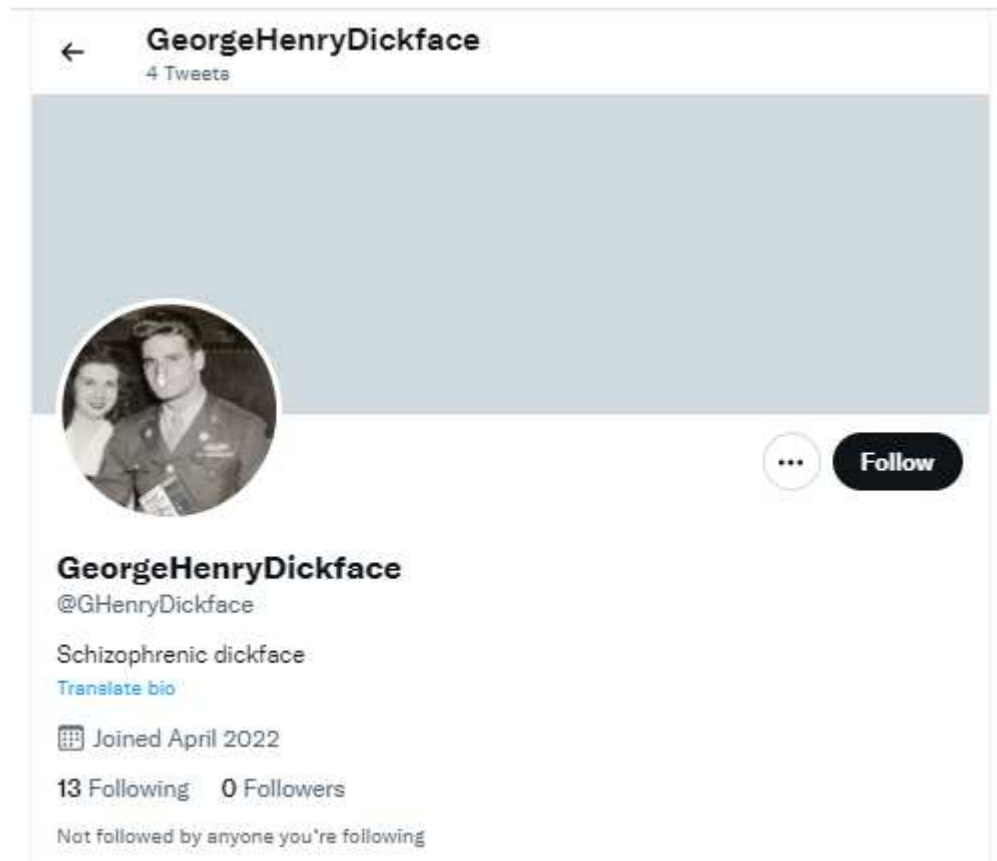 GeorgeHenryDickface
4 Tweets
Follow
GeorgeHenryDickface
@GHenryDickface
Schizophrenic dickface
Translate bio
Joined April 2022
13 Following 0 Followers
Not followed by anyone you're following